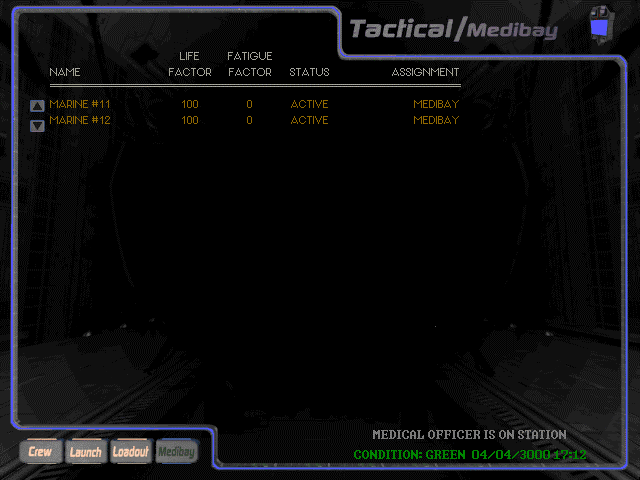 Tactical/Medibay
LIFE FATIGUE
NAME FACTOR FACTOR STATUS ASSIGNMENT
MARINE #11 100 0 ACTIVE MEDIBAY
MARINE #12 100 0 ACTIVE MEDIBAY
MEDICAL OFFICER IS ON STATION
Crew Launch Loadout Medibay
CONDITION: GREEN 04/04/3000 17:12